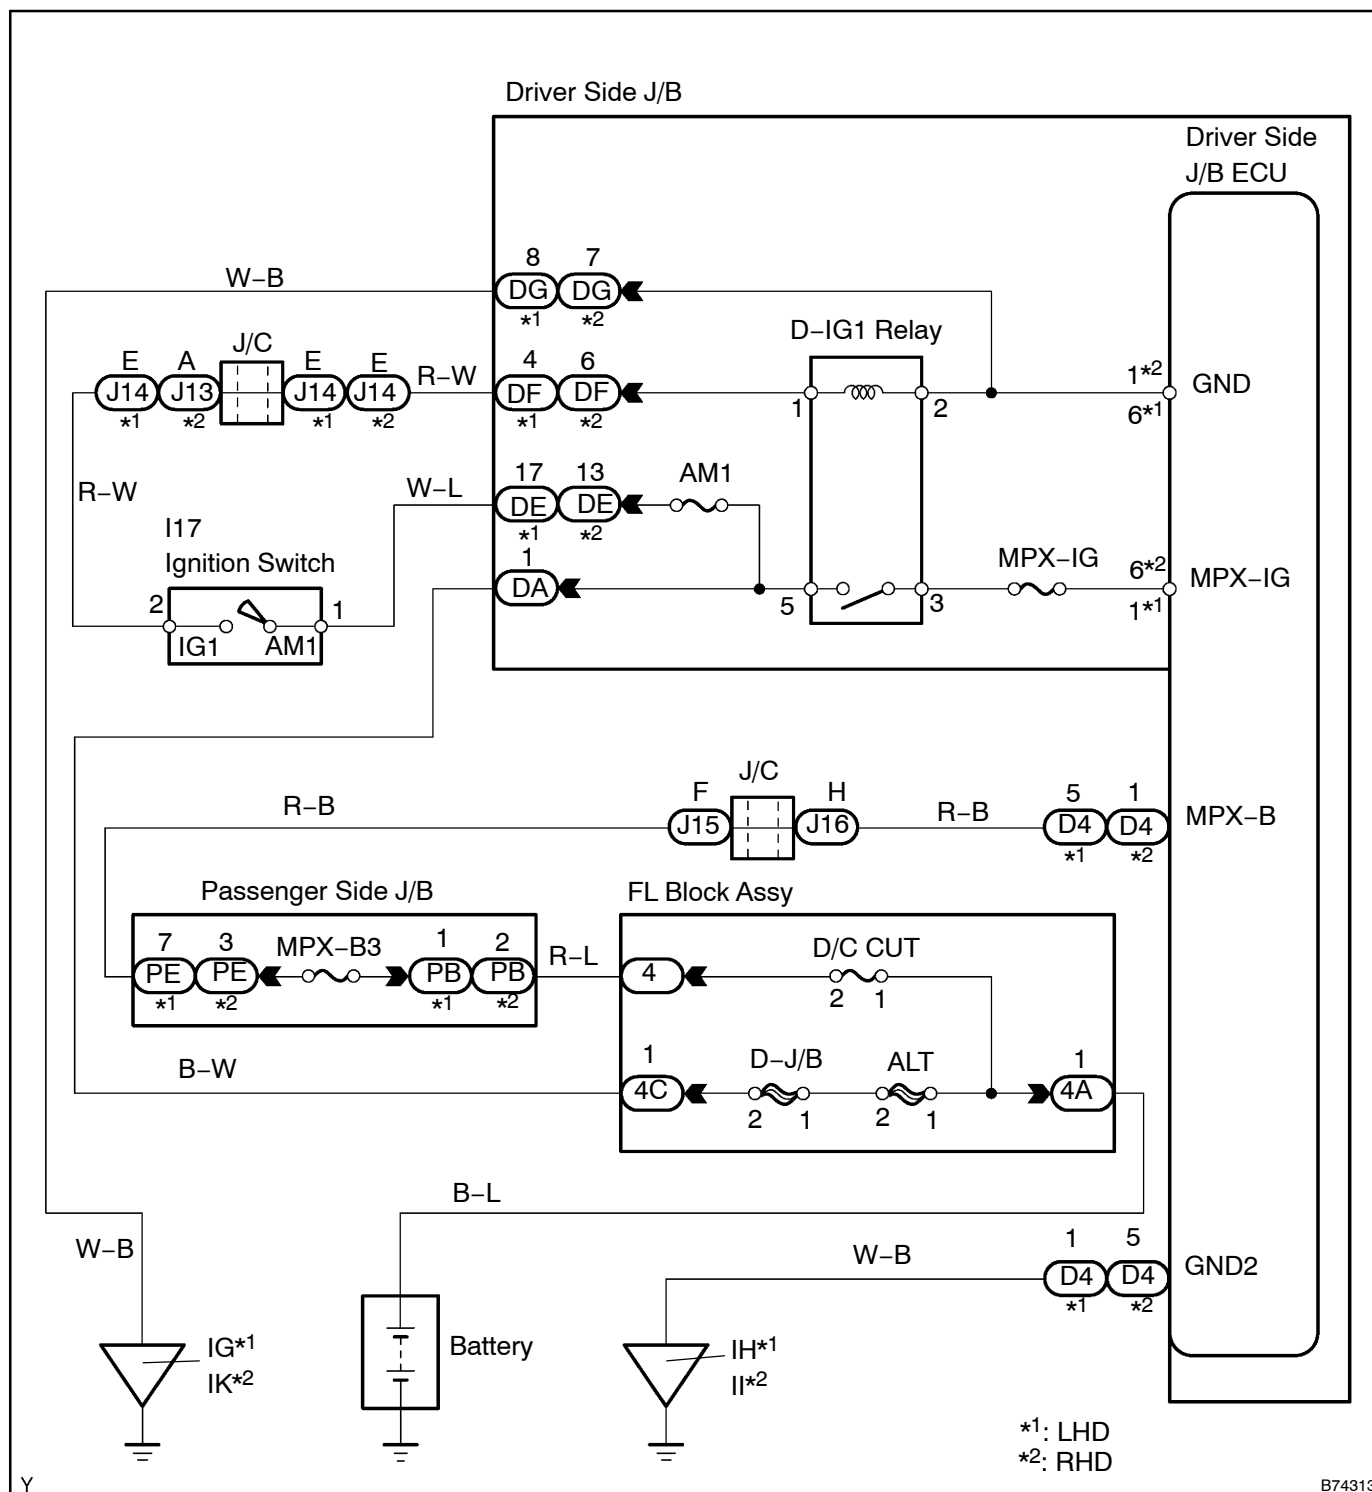 Driver Side J/B
Driver Side
J/B ECU
8 7
W−B
DG DG
*1 *2
D−IG1 Relay
J/C
E A E E
4 6
R−W
J14 J13 J14 J14
DF DF
*1 *2 *1 *2
*1 *2
1 2
1*2
6*1
GND
17 13
AM1
R−W
W−L
DE DE
*1 *2
I17
Ignition Switch
1
DA
MPX−IG
6*2
1*1
MPX−IG
5 3
2 1
IG1 AM1
J/C
F H
5 1
R−B
J15 J16
R−B
D4 D4
*1 *2
MPX−B
Passenger Side J/B
FL Block Assy
7 3
MPX−B3
1 2
R−L
D/C CUT
PE PE
PB PB
4
*1 *2
*1 *2
2 1
B−W
1
D−J/B
ALT
1
4C
4A
2 1
2 1
B−L
W−B
W−B
1 5
D4 D4
*1 *2
GND2
IG*1
IK*2
Battery
IH*1
II*2
*1: LHD
*2: RHD
Y
B74313